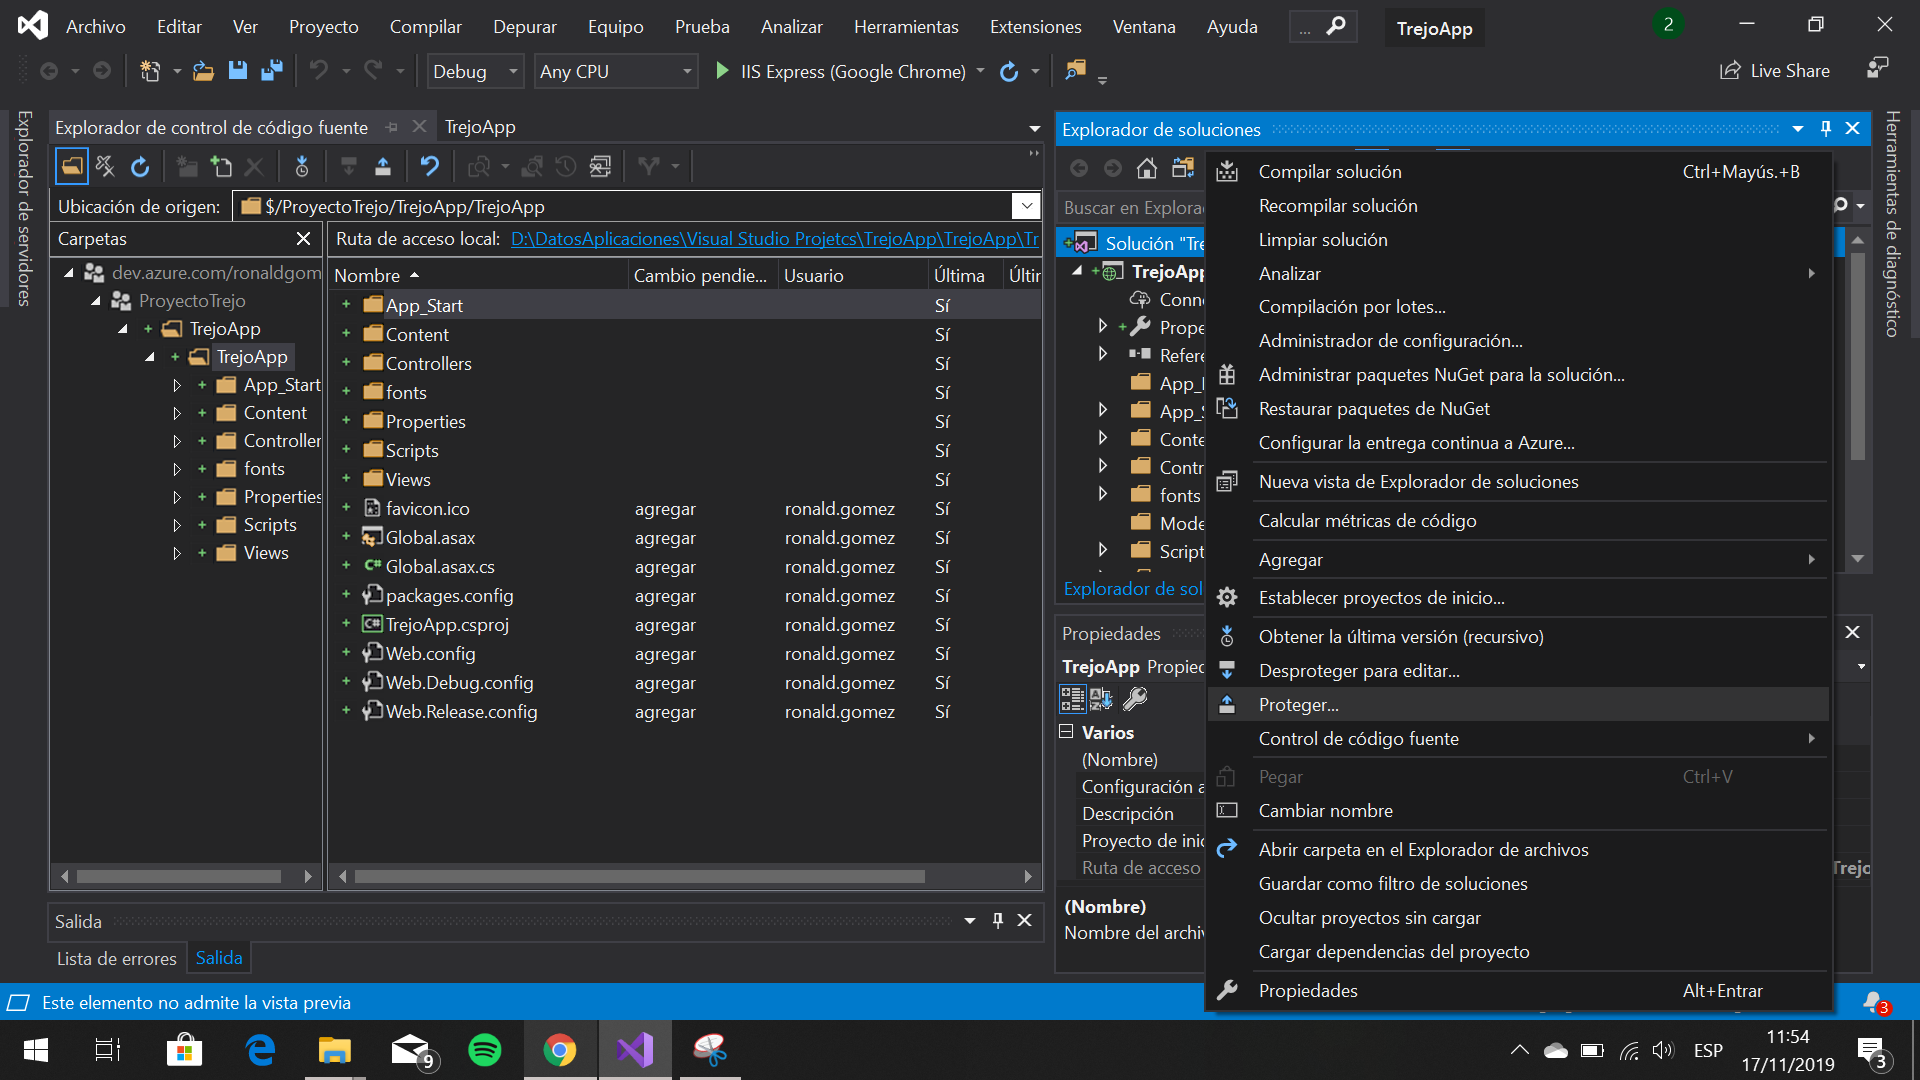 Archivo Editar Ver Proyecto Compilar Depurar Equipo Prueba Analizar Herramientas Extensiones Ventana Ayuda ... TrejoApp 2
Debug Any CPU IIS Express (Google Chrome) Live Share
Explorador de servidores
Explorador de control de código fuente TrejoApp
Ubicación de origen: $/ProyectoTrejo/TrejoApp/TrejoApp
Carpetas
dev.azure.com/ronaldgom
ProyectoTrejo
TrejoApp
TrejoApp
App_Start
Content
Controller
fonts
Properties
Scripts
Views
Ruta de acceso local: D:\DatosAplicaciones\Visual Studio Projetcs\TrejoApp\TrejoApp\Tr
Nombre Cambio pendie... Usuario Última Últir
App_Start Sí
Content Sí
Controllers Sí
fonts Sí
Properties Sí
Scripts Sí
Views Sí
favicon.ico agregar ronald.gomez Sí
Global.asax agregar ronald.gomez Sí
Global.asax.cs agregar ronald.gomez Sí
packages.config agregar ronald.gomez Sí
TrejoApp.csproj agregar ronald.gomez Sí
Web.config agregar ronald.gomez Sí
Web.Debug.config agregar ronald.gomez Sí
Web.Release.config agregar ronald.gomez Sí
Salida
Lista de errores Salida
Explorador de soluciones
Buscar en Explora
Solución "Tre
TrejoApp
Conne
Prope
Refere
App_
App_S
Conte
Contr
fonts
Mode
Script
Explorador de sol
Propiedades
TrejoApp Propied
Varios
(Nombre)
Configuración a
Descripción
Proyecto de inic
Ruta de acceso Trejo
(Nombre)
Nombre del archiv
Compilar solución Ctrl+Mayús.+B
Recompilar solución
Limpiar solución
Analizar
Compilación por lotes...
Administrador de configuración...
Administrar paquetes NuGet para la solución...
Restaurar paquetes de NuGet
Configurar la entrega continua a Azure...
Nueva vista de Explorador de soluciones
Calcular métricas de código
Agregar
Establecer proyectos de inicio...
Obtener la última versión (recursivo)
Desproteger para editar...
Proteger...
Control de código fuente
Pegar Ctrl+V
Cambiar nombre
Abrir carpeta en el Explorador de archivos
Guardar como filtro de soluciones
Ocultar proyectos sin cargar
Cargar dependencias del proyecto
Propiedades Alt+Entrar
Herramientas de diagnóstico
Este elemento no admite la vista previa 3
9 ESP 11:54
17/11/2019 3